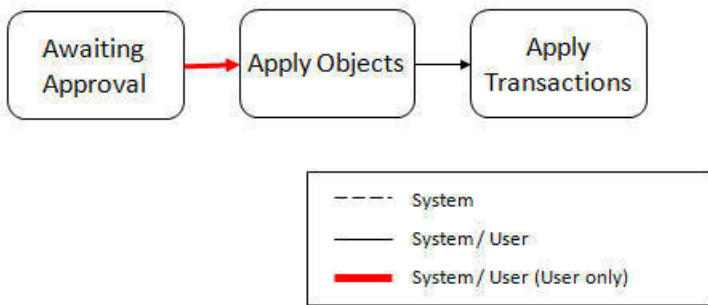 Awaiting
Approval
Apply Objects
Apply
Transactions
System
System / User
System / User (User only)